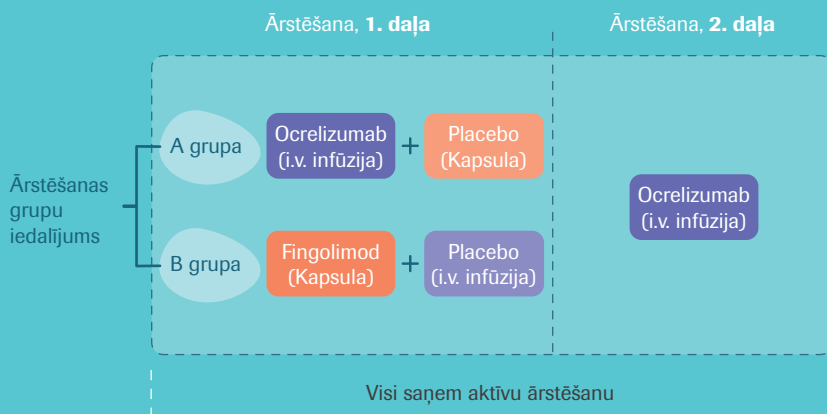 Ārstēšana, 1. daļa
Ārstēšana, 2. daļa
Ārstēšanas
grupu
iedalījums
A grupa
Ocrelizumab
(i.v. infūzija)
+
Placebo
(Kapsula)
B grupa
Fingolimod
(Kapsula)
+
Placebo
(i.v. infūzija)
Ocrelizumab
(i.v. infūzija)
Visi saņem aktīvu ārstēšanu